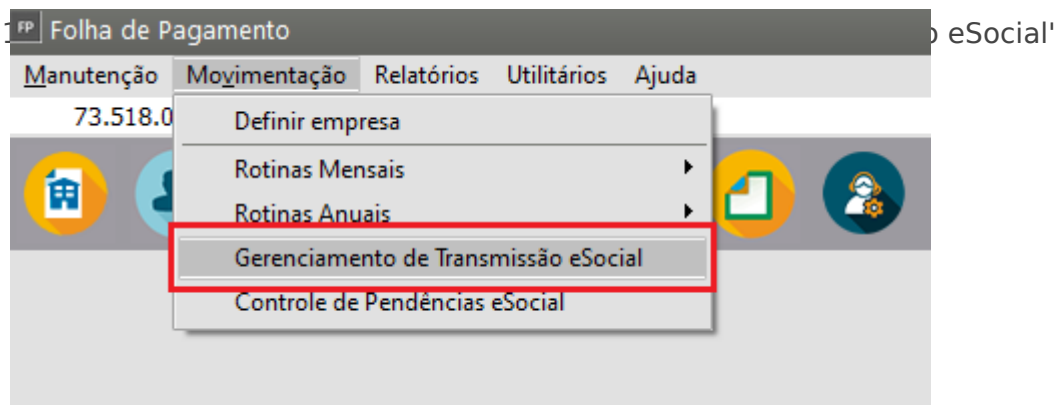 1
eSocial'
FP Folha de Pagamento
Manutenção Movimentação Relatórios Utilitários Ajuda
73.518.0
Definir empresa
Rotinas Mensais
Rotinas Anuais
Gerenciamento de Transmissão eSocial
Controle de Pendências eSocial